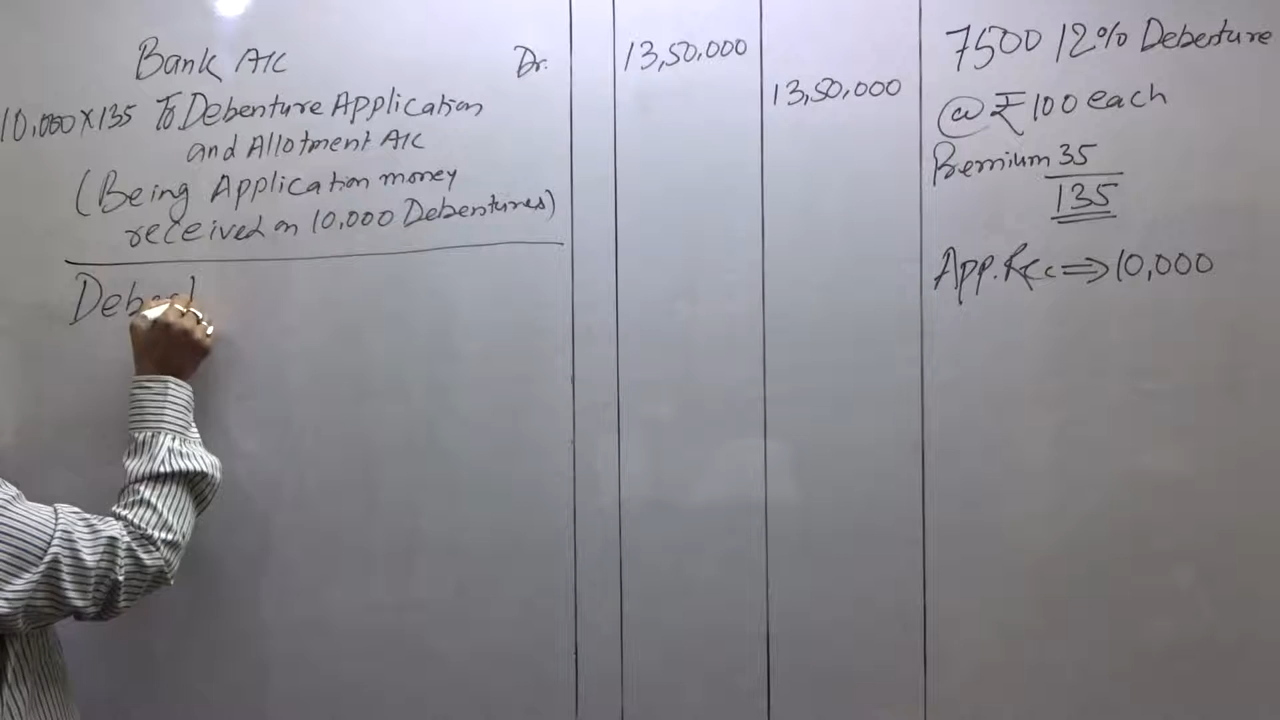 Bank A/C Dr. 13,50,000
10,000×135 To Debenture Application 13,50,000
and Allotment A/C
(Being Application money
received on 10,000 Debentures)
Deb
7500 12% Debenture
@ ₹100 each
Premium 35
135
App. Rec ⇒ 10,000